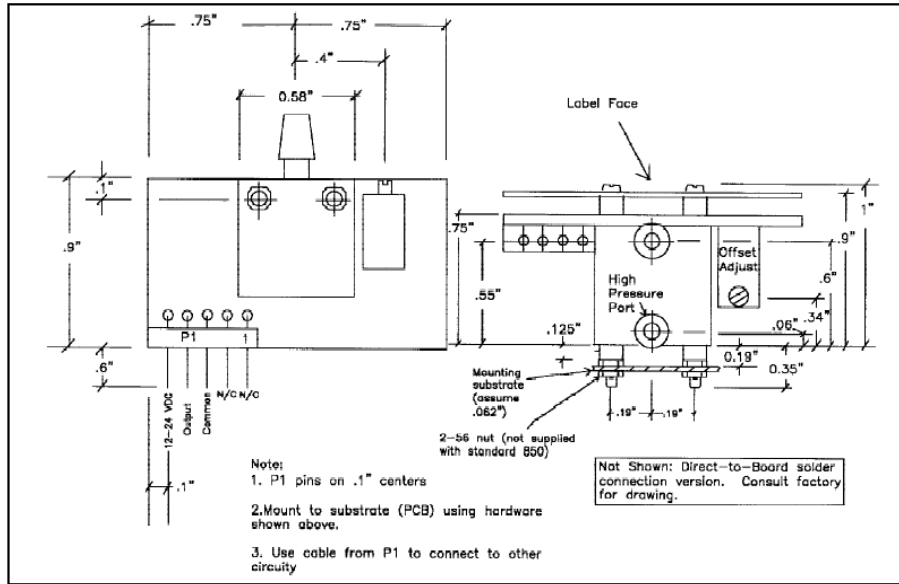 .75"
.75"
.4"
0.58"
Label Face
.1"
.9"
.6"
P1
1
12-24 VDC
Output
Common
N/C
N/C
.1"
.75"
.55"
.125"
High
Pressure
Port
Offset
Adjust
1"
.9"
.6"
.34"
.06"
0.19"
0.35"
.19"
.19"
Mounting
substrate
(assume
.062")
2-56 nut (not supplied
with standard 850)
Note:
1. P1 pins on .1" centers
2.Mount to substrate (PCB) using hardware
shown above.
3. Use cable from P1 to connect to other
circuity
Not Shown: Direct-to-Board solder
connection version. Consult factory
for drawing.